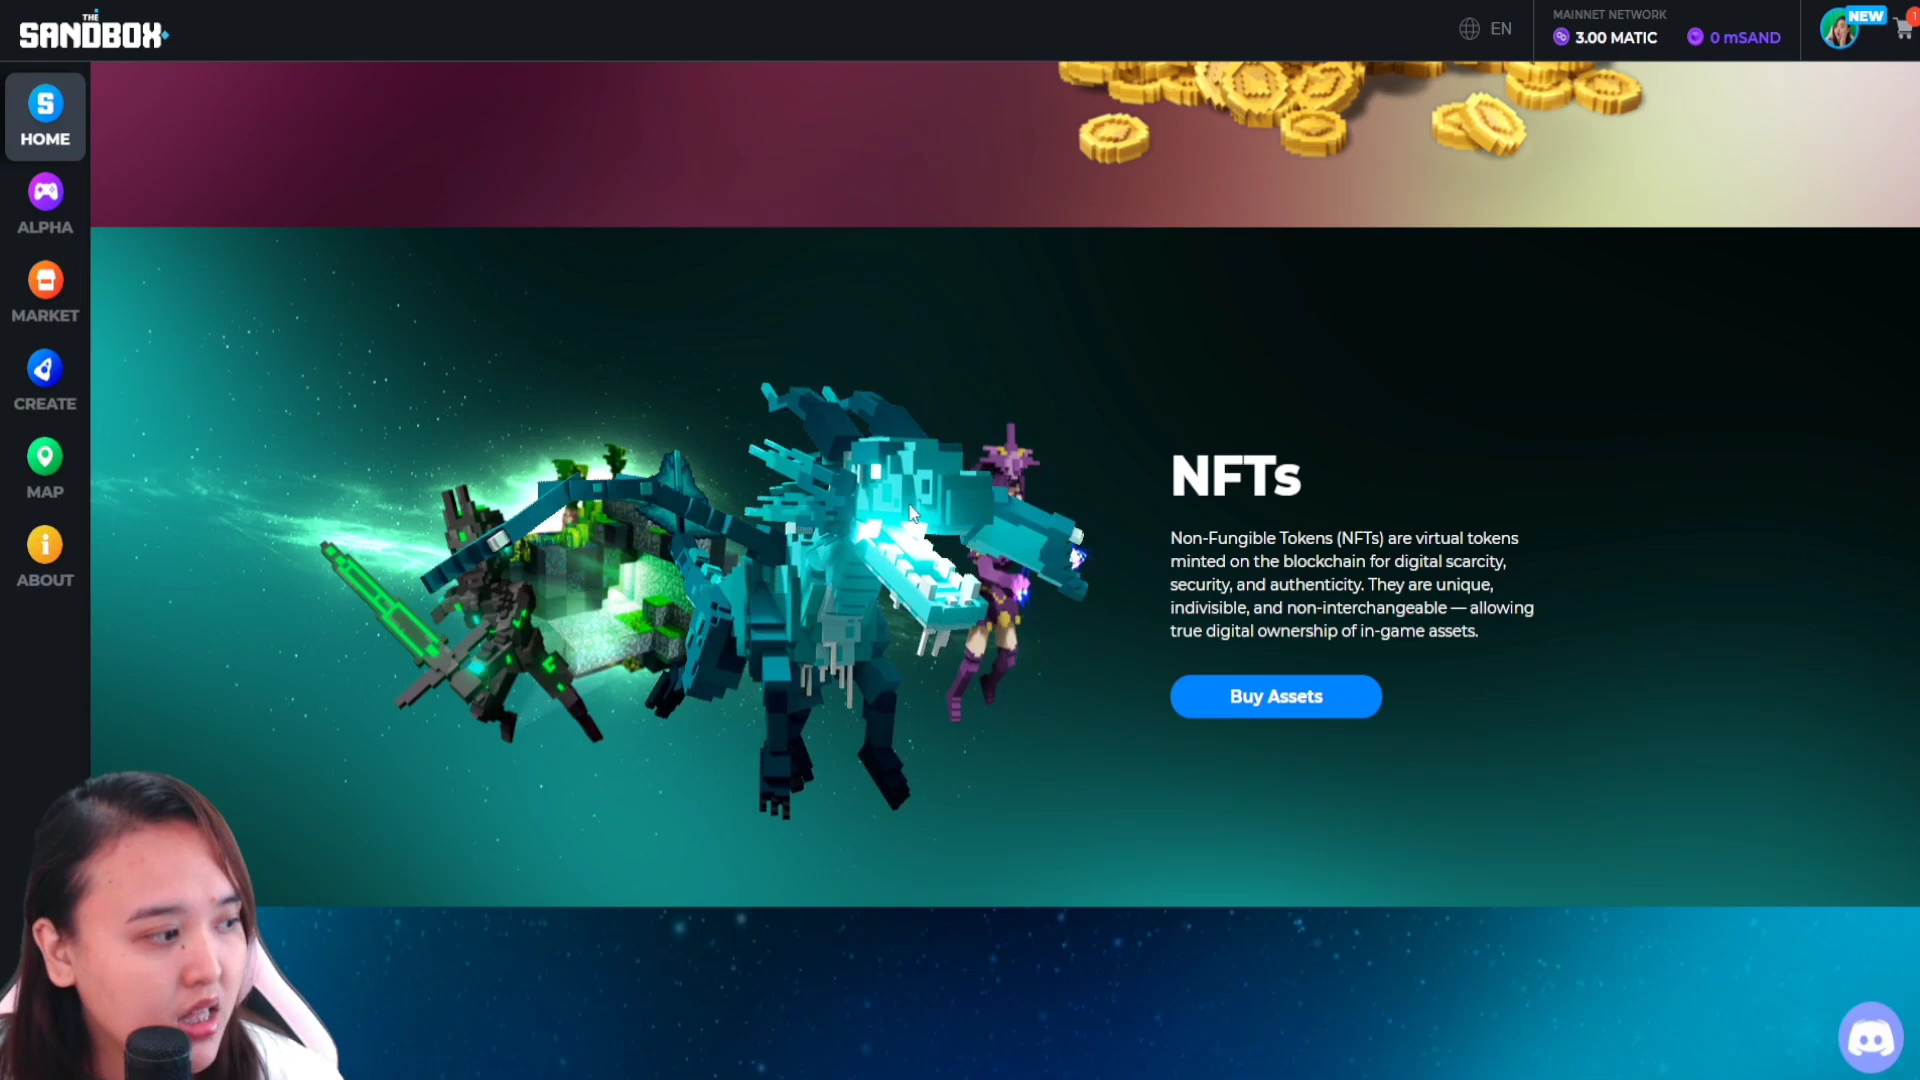 THE
SANDBOX
EN
MAINNET NETWORK
3.00 MATIC
0 mSAND
NEW
1
S
HOME
ALPHA
MARKET
CREATE
MAP
i
ABOUT
NFTs
Non-Fungible Tokens (NFTs) are virtual tokens
minted on the blockchain for digital scarcity,
security, and authenticity. They are unique,
indivisible, and non-interchangeable — allowing
true digital ownership of in-game assets.
Buy Assets